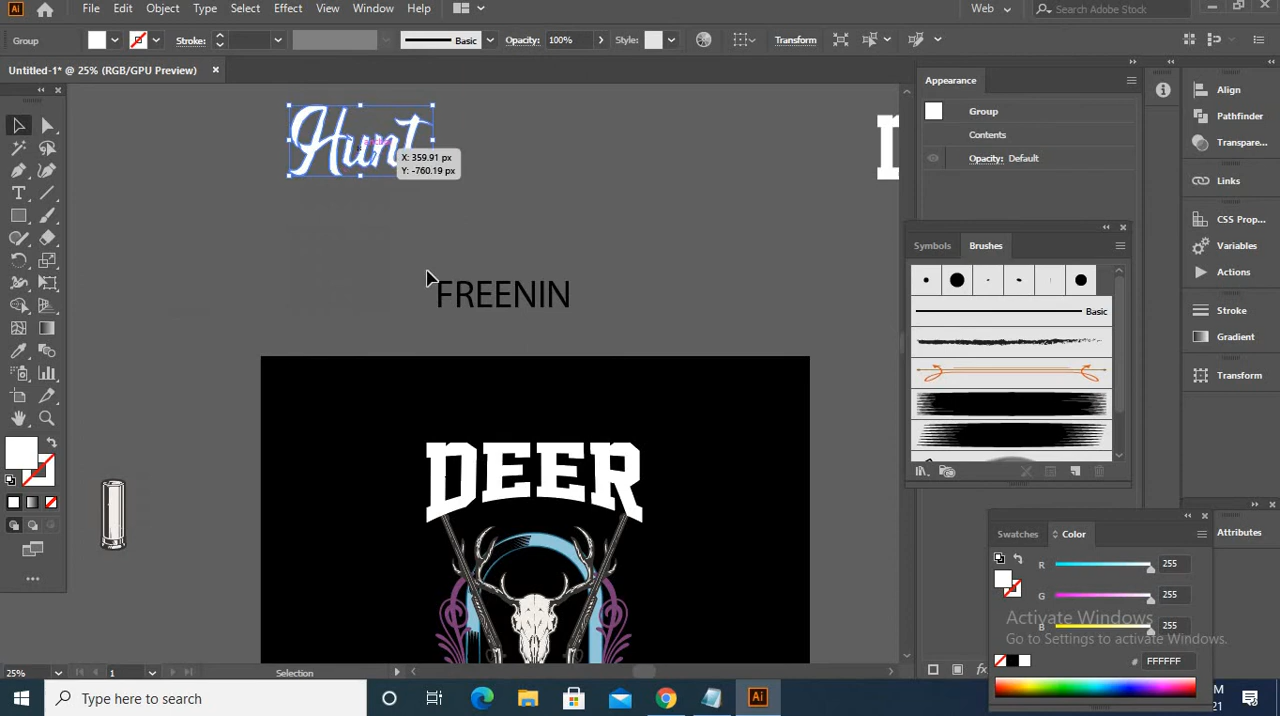 Ai File Edit Object Type Select Effect View Window Help Web Search Adobe Stock
Group Stroke: Basic Opacity: 100% Style: Transform
Untitled-1* @ 25% (RGB/GPU Preview)
Hunt
X: 359.91 px
Y: -760.19 px
FREENIN
DEER
Appearance
Group
Contents
Opacity: Default
Symbols Brushes
Basic
Align
Pathfinder
Transpare...
Links
CSS Prop...
Variables
Actions
Stroke
Gradient
Transform
Attributes
Swatches Color
R 255
G 255
B 255
# FFFFFF
Activate Windows
Go to Settings to activate Windows.
25% 1 Selection
Type here to search
Ai